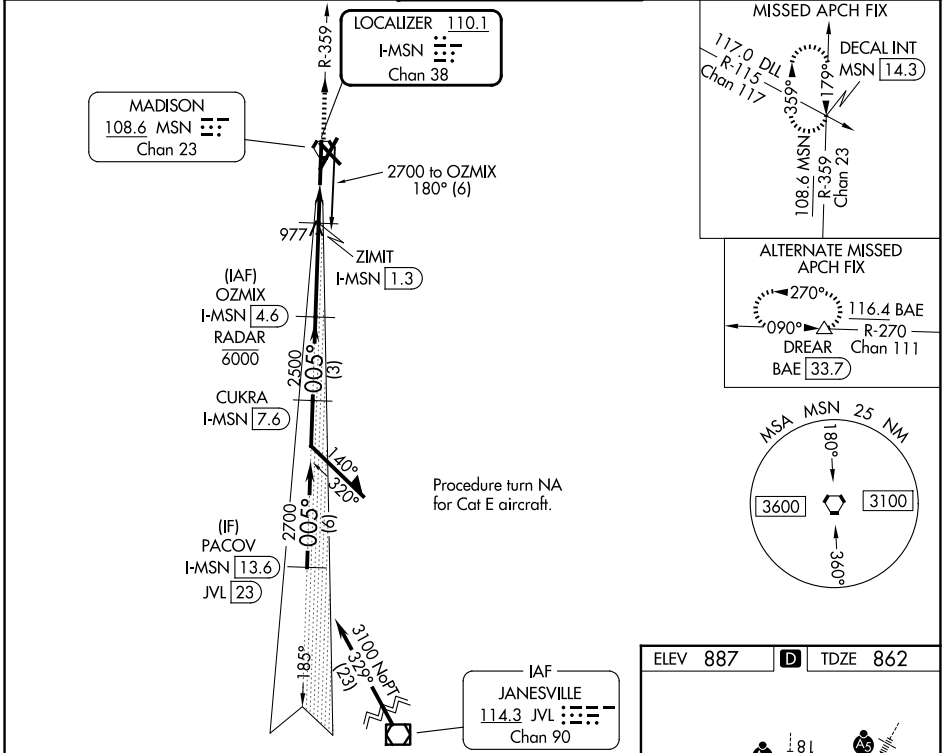 R-359
LOCALIZER 110.1
I-MSN
Chan 38
MADISON
108.6 MSN
Chan 23
2700 to OZMIX
180° (6)
977
ZIMIT
I-MSN 1.3
(IAF)
OZMIX
I-MSN 4.6
RADAR
6000
2500
005°
(3)
CUKRA
I-MSN 7.6
140°
320°
Procedure turn NA
for Cat E aircraft.
2700
005°
(6)
(IF)
PACOV
I-MSN 13.6
JVL 23
185°
3100 NoPT
329°
(23)
IAF
JANESVILLE
114.3 JVL
Chan 90
MISSED APCH FIX
117.0 DLL
R-115
Chan 117
359°
179°
DECAL INT
MSN 14.3
108.6 MSN
R-359
Chan 23
ALTERNATE MISSED
APCH FIX
270°
090°
116.4 BAE
R-270
Chan 111
DREAR
BAE 33.7
MSA MSN 25 NM
180°
3600
3100
360°
ELEV 887 D TDZE 862
18
A5